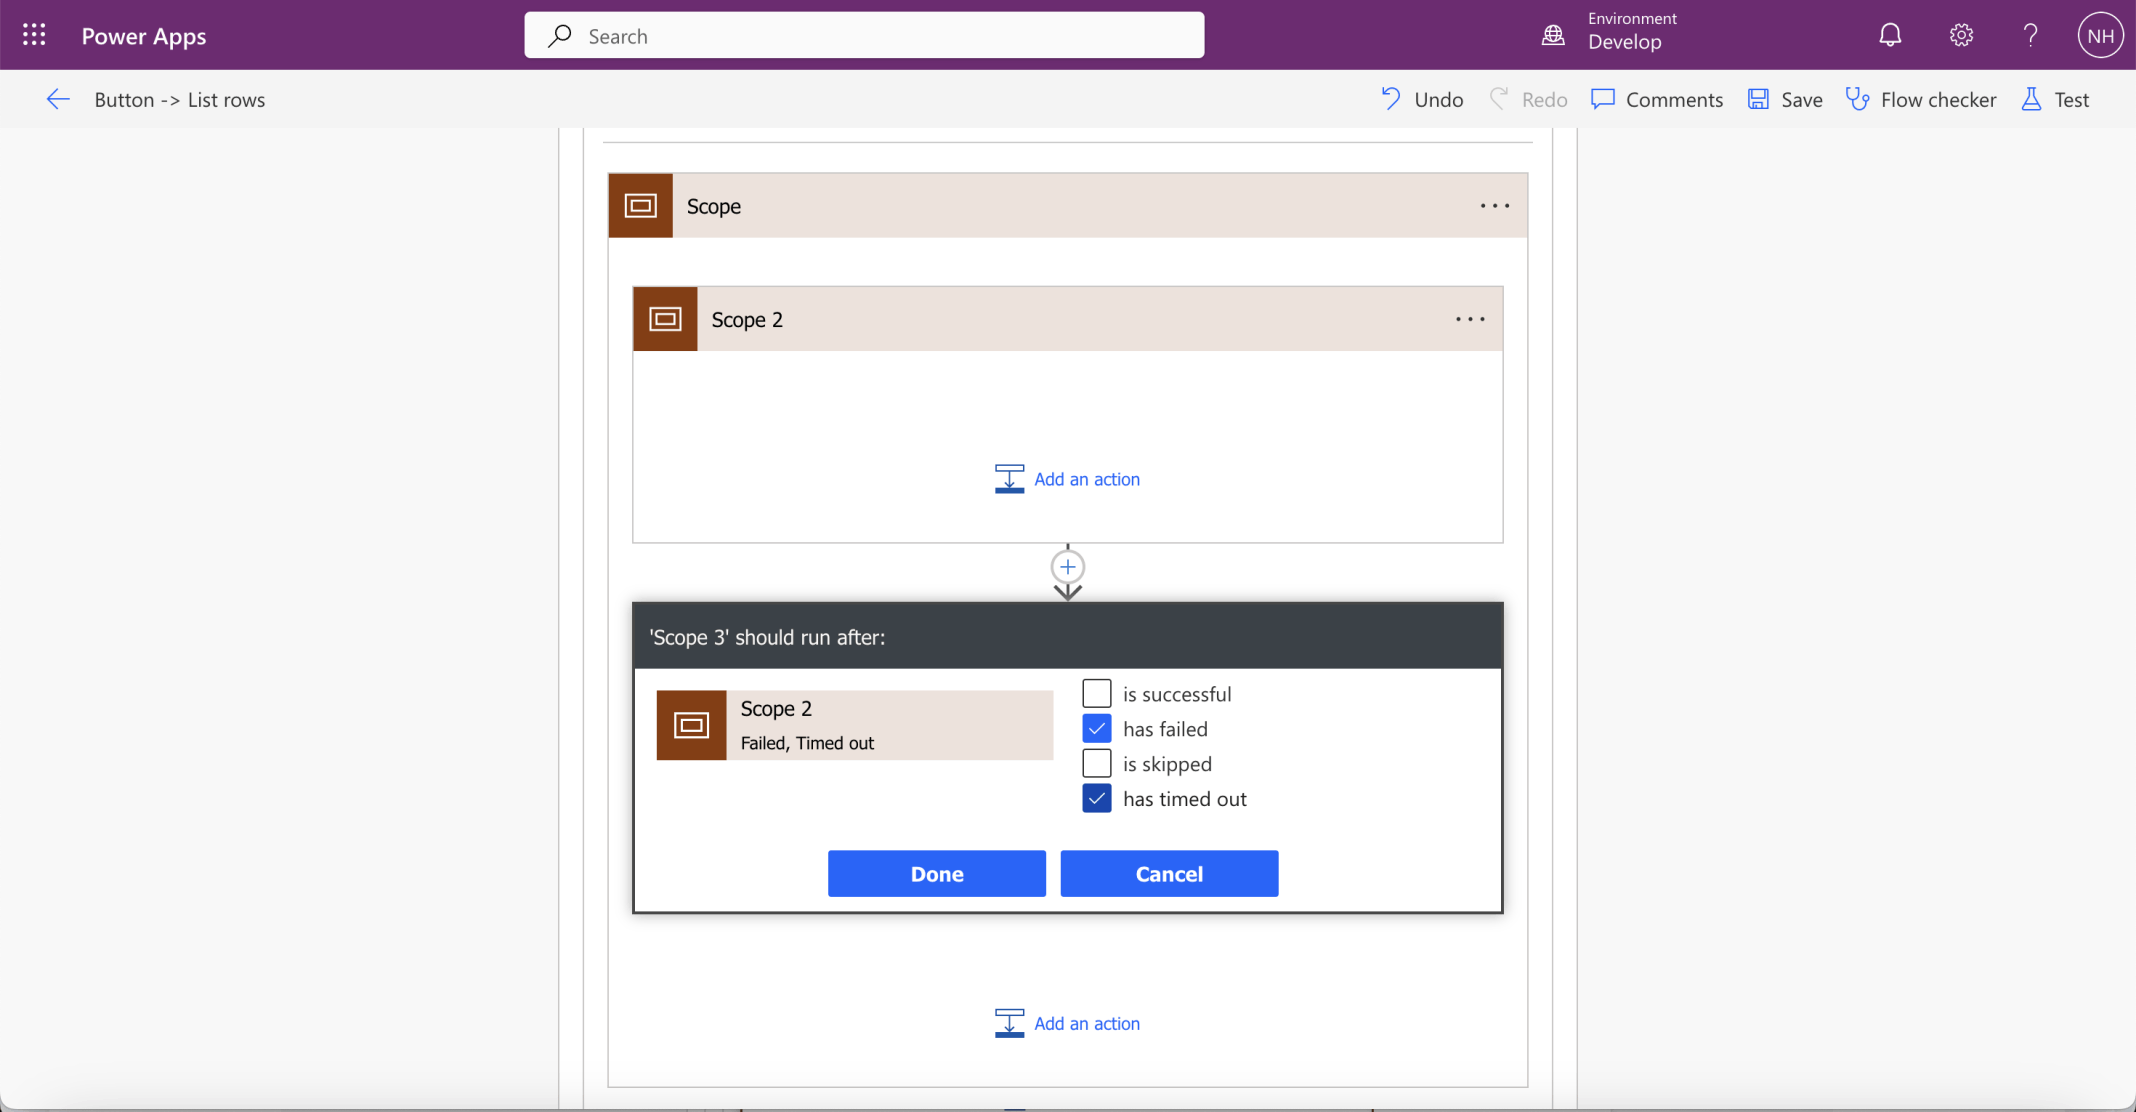 Power Apps
Search
Environment
Develop
NH
Button -> List rows
Undo
Redo
Comments
Save
Flow checker
Test
Scope
Scope 2
Add an action
'Scope 3' should run after:
Scope 2
Failed, Timed out
is successful
has failed
is skipped
has timed out
Done
Cancel
Add an action